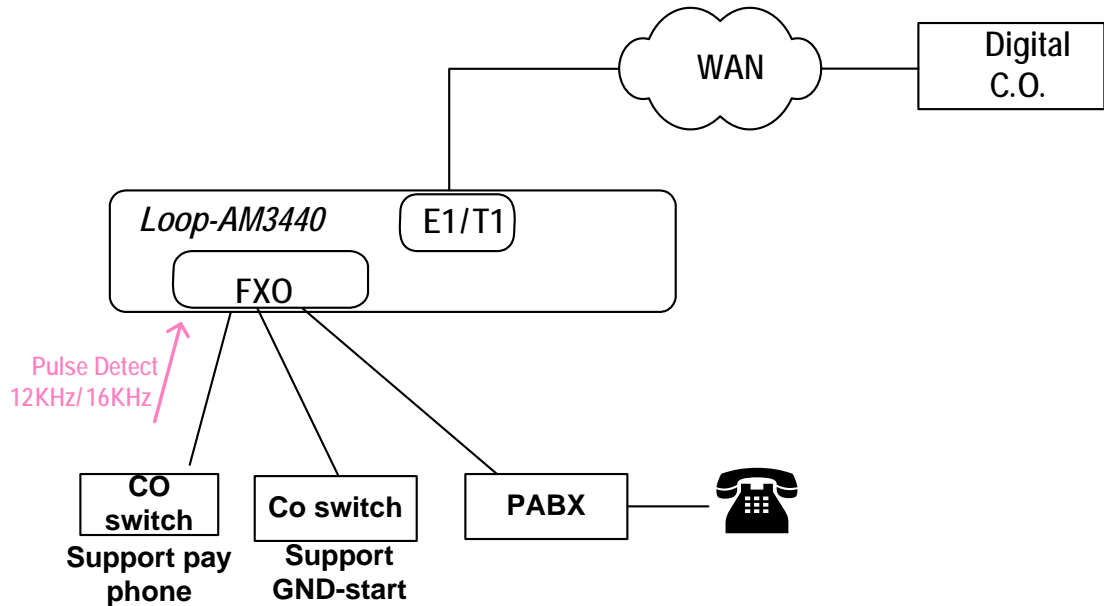 WAN
Digital
C.O.
Loop-AM3440
E1/T1
FXO
Pulse Detect
12KHz/16KHz
CO
switch
Support pay
phone
Co switch
Support
GND-start
PABX